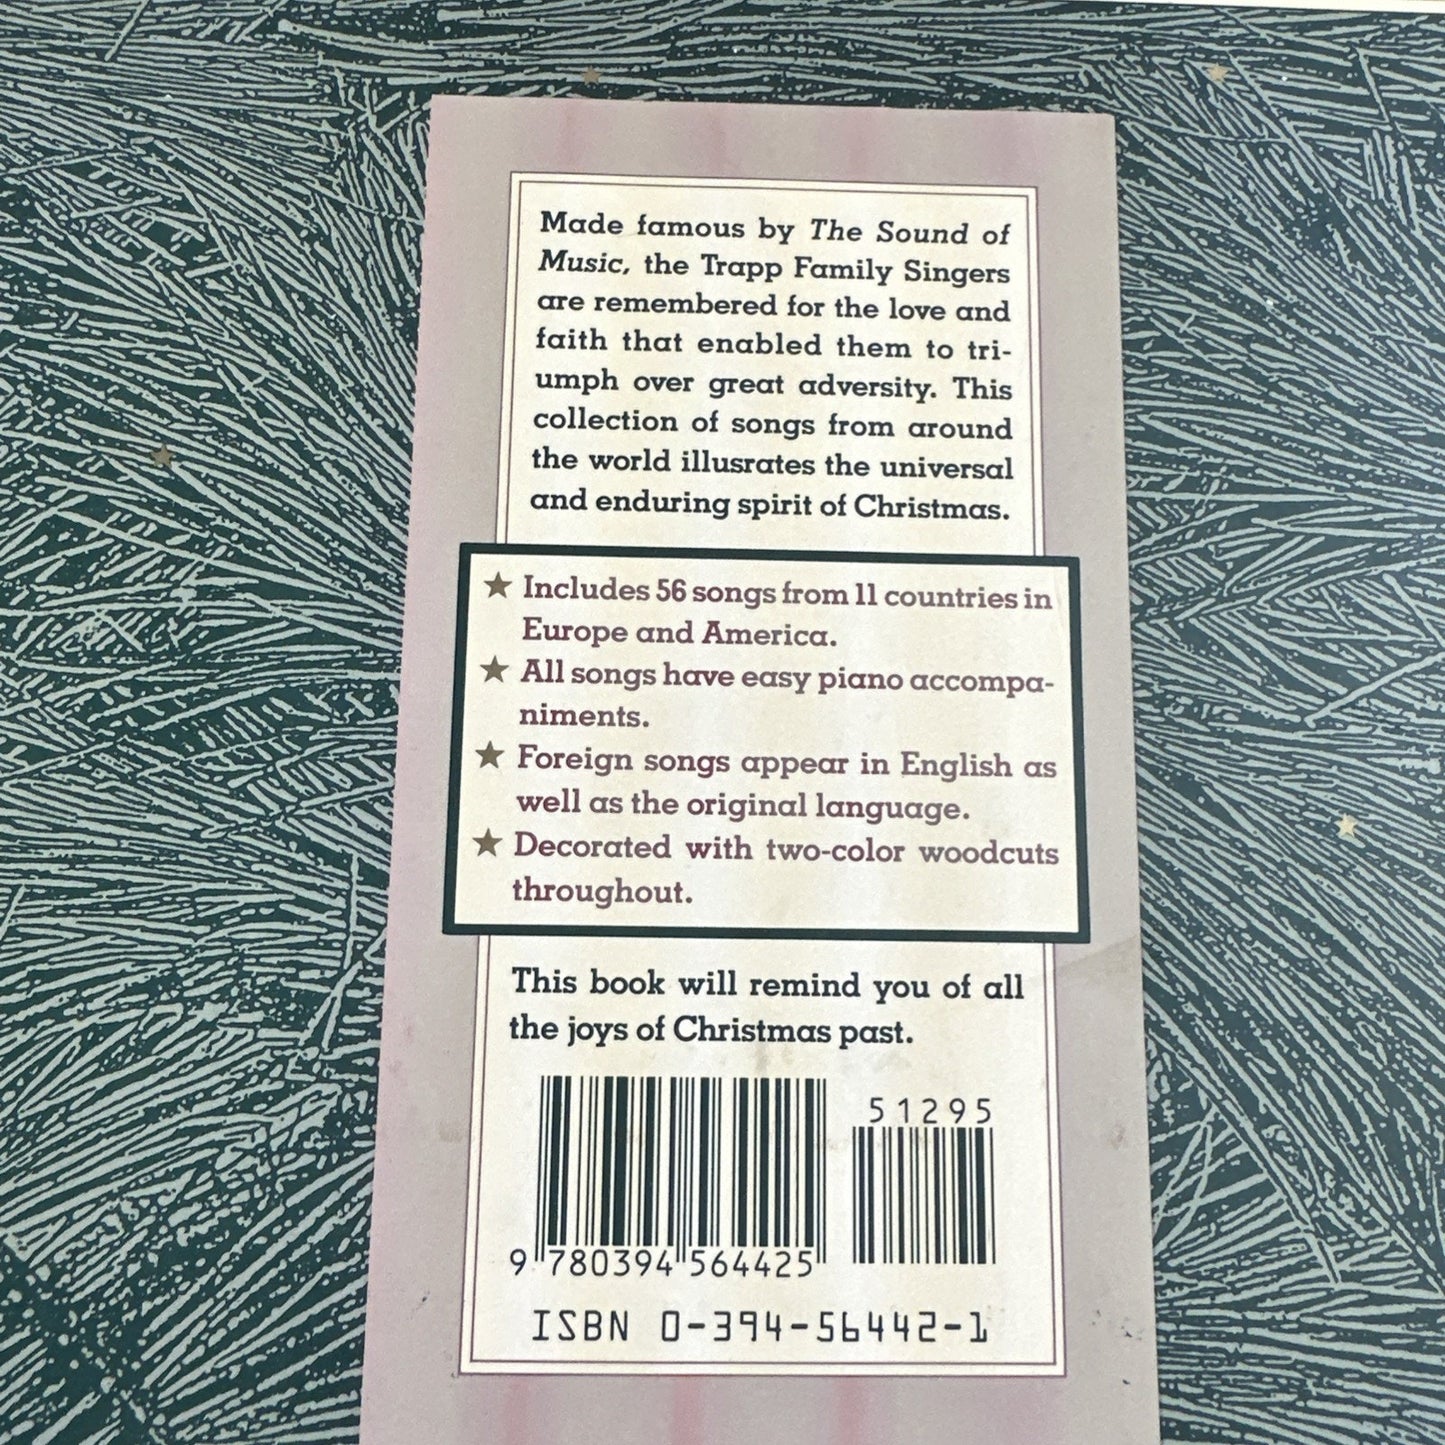 Made famous by The Sound of
Music, the Trapp Family Singers
are remembered for the love and
faith that enabled them to tri-
umph over great adversity. This
collection of songs from around
the world illusrates the universal
and enduring spirit of Christmas.
★ Includes 56 songs from 11 countries in
Europe and America.
★ All songs have easy piano accompa-
niments.
★ Foreign songs appear in English as
well as the original language.
★ Decorated with two-color woodcuts
throughout.
This book will remind you of all
the joys of Christmas past.
51295
9 780394 564425
ISBN 0-394-56442-1